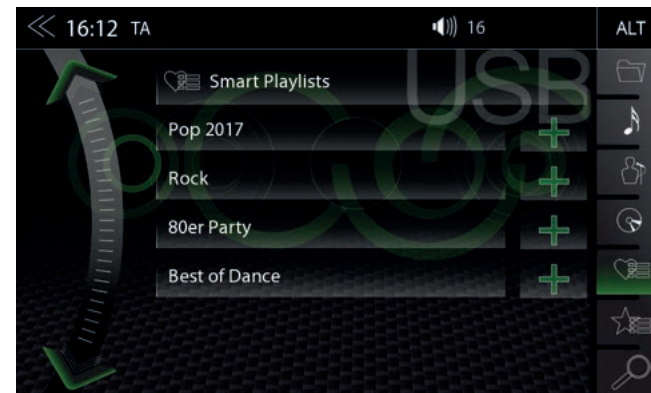 16:12 TA 16 ALT
USB
Smart Playlists
Pop 2017
Rock
80er Party
Best of Dance